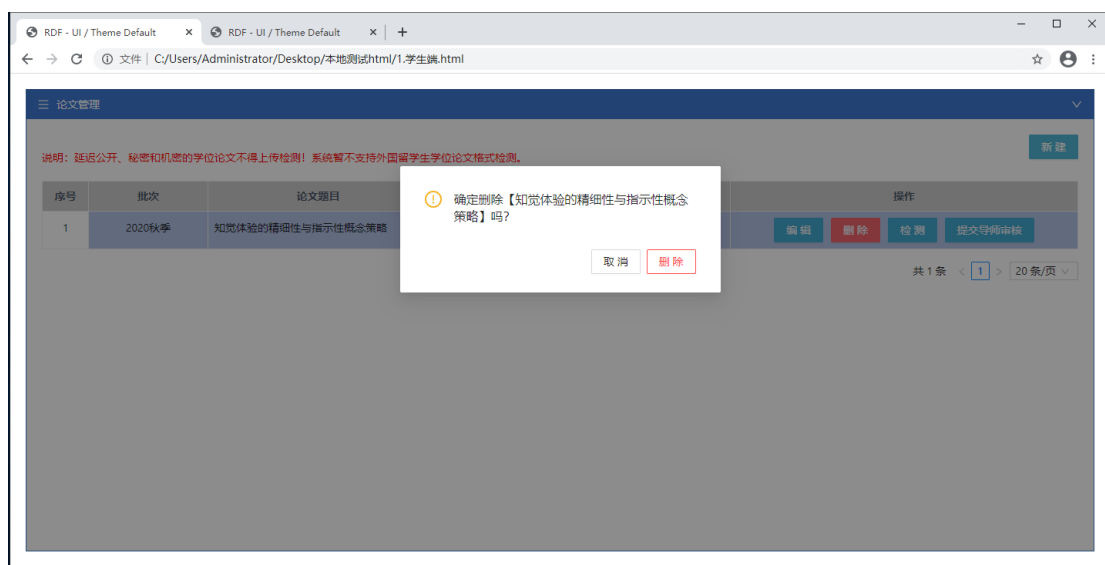 RDF - UI / Theme Default
RDF - UI / Theme Default
文件 | C:/Users/Administrator/Desktop/本地测试html/1.学生端.html
论文管理
说明：延迟公开、秘密和机密的学位论文不得上传检测！系统暂不支持外国留学生学位论文格式检测。
新 建
序号 批次 论文题目 操作
1 2020秋季 知觉体验的精细性与指示性概念策略 编 辑 删 除 检 测 提交导师审核
确定删除【知觉体验的精细性与指示性概念
策略】吗？
取 消 删 除
共 1 条 < 1 > 20 条/页